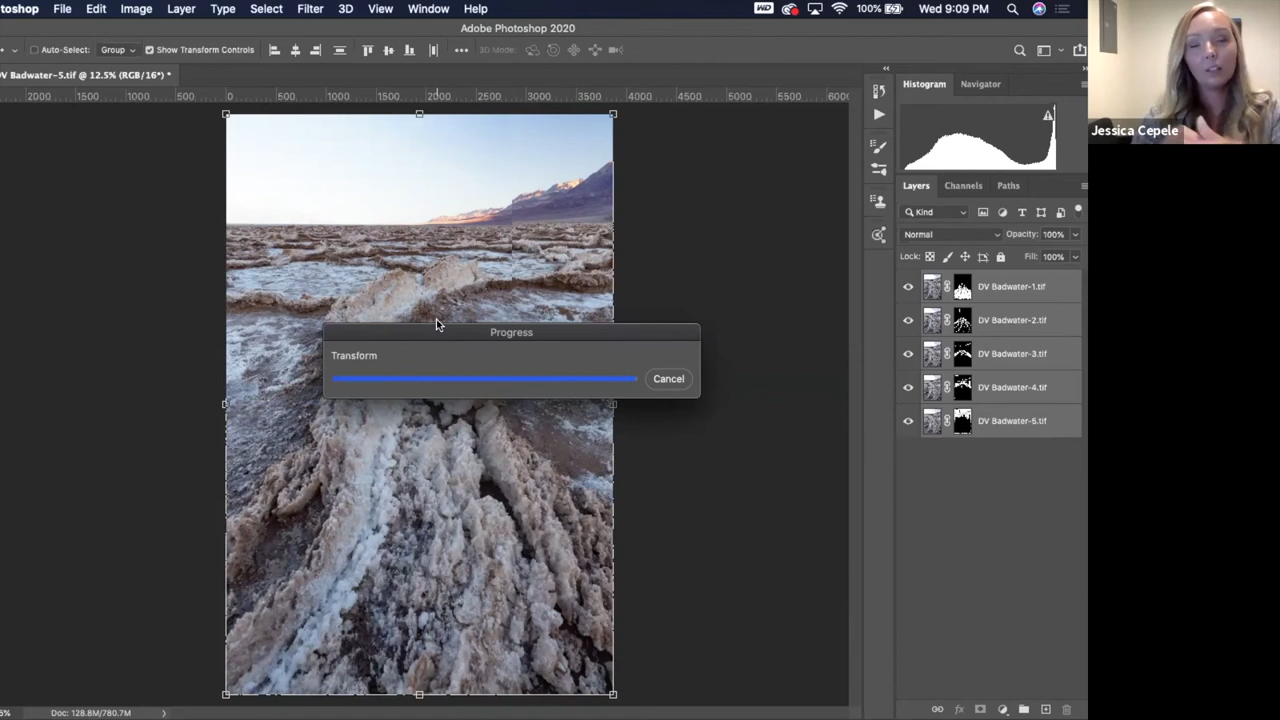 toshop File Edit Image Layer Type Select Filter 3D View Window Help 100% Wed 9:09 PM
Adobe Photoshop 2020
Auto-Select: Group Show Transform Controls 3D Mode:
DV Badwater-5.tif @ 12.5% (RGB/16*) *
2000 1500 1000 500 0 500 1000 1500 2000 2500 3000 3500 4000 4500 5000 5500 6000
Histogram Navigator
Jessica Cepele
Layers Channels Paths
Kind
Normal Opacity: 100%
Lock: Fill: 100%
DV Badwater-1.tif
DV Badwater-2.tif
DV Badwater-3.tif
DV Badwater-4.tif
DV Badwater-5.tif
Progress
Transform
Cancel
5% Doc: 128.8M/780.7M